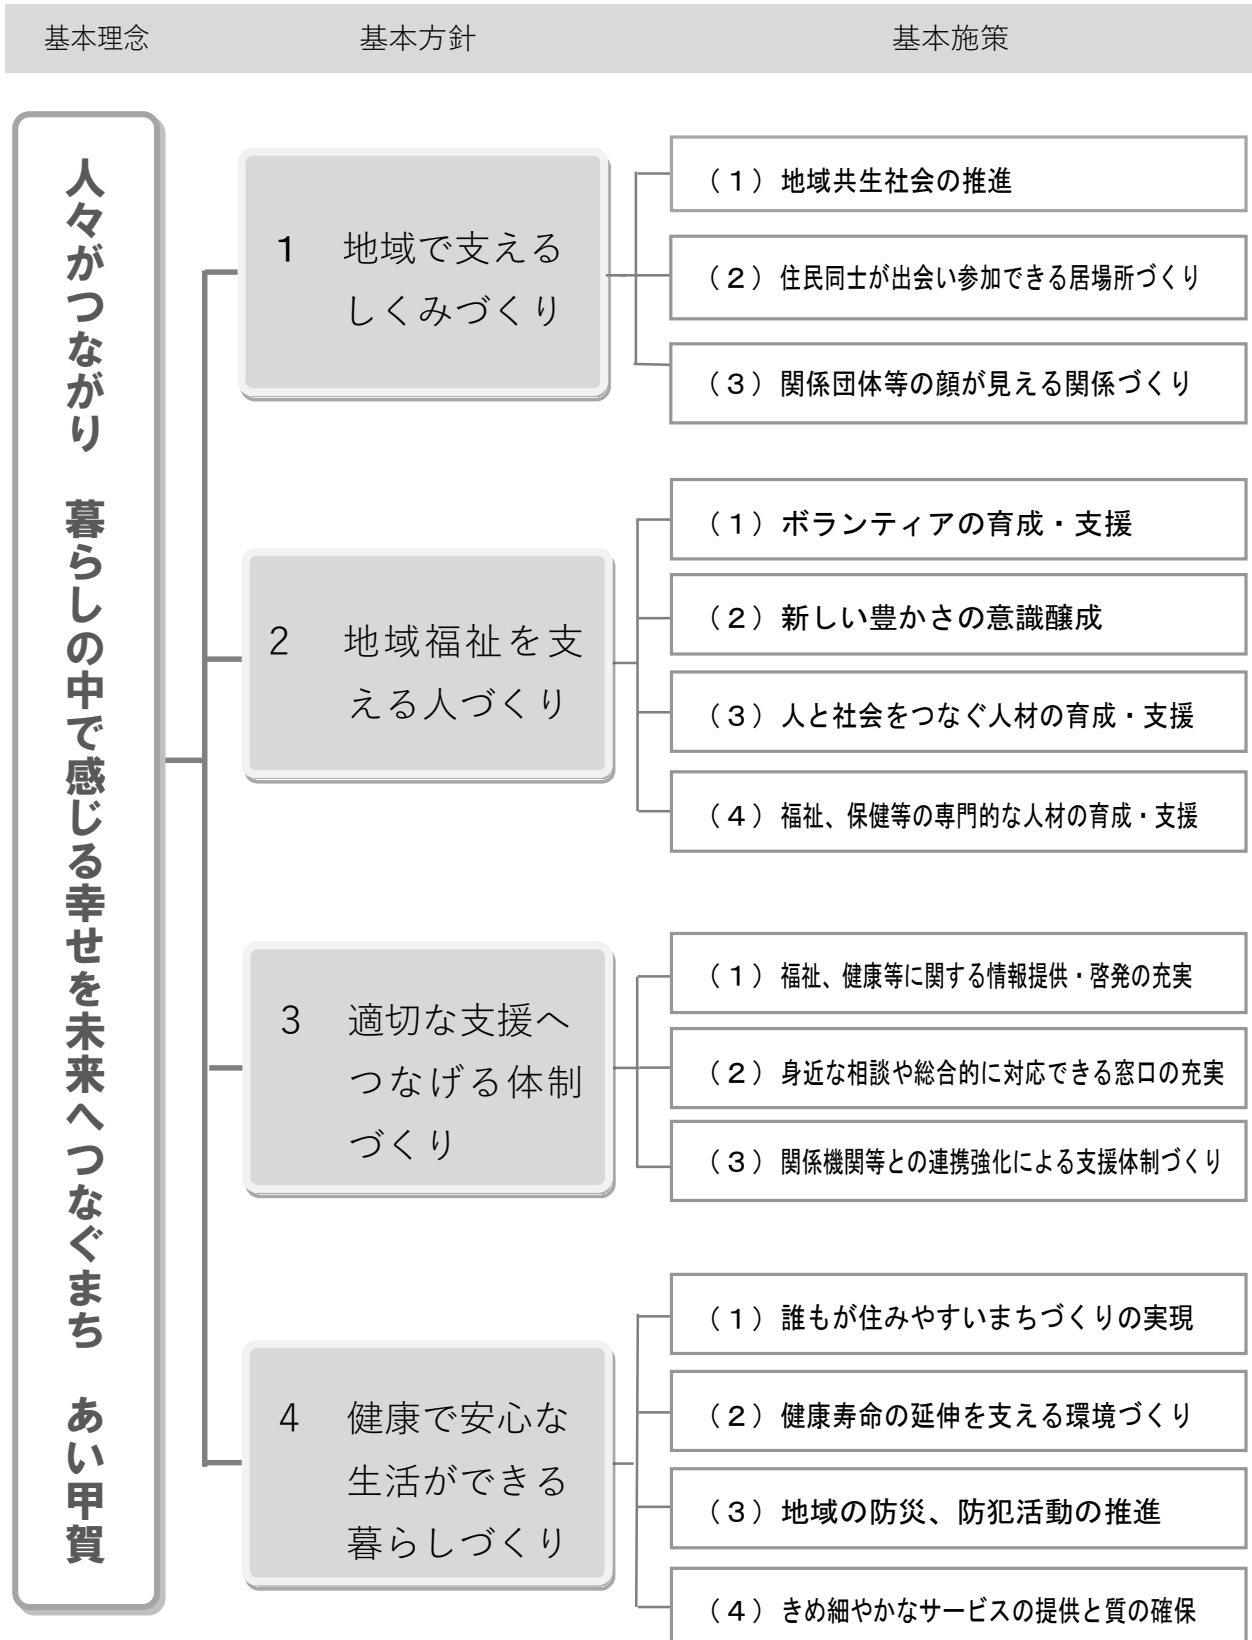 基本理念 基本方針 基本施策
人々がつながり 暮らしの中で感じる幸せを未来へつなぐまち あい甲賀
1 地域で支える
しくみづくり
(1)地域共生社会の推進
(2)住民同士が出会い参加できる居場所づくり
(3)関係団体等の顔が見える関係づくり
2 地域福祉を支
える人づくり
(1)ボランティアの育成・支援
(2)新しい豊かさの意識醸成
(3)人と社会をつなぐ人材の育成・支援
(4)福祉、保健等の専門的な人材の育成・支援
3 適切な支援へ
つなげる体制
づくり
(1)福祉、健康等に関する情報提供・啓発の充実
(2)身近な相談や総合的に対応できる窓口の充実
(3)関係機関等との連携強化による支援体制づくり
4 健康で安心な
生活ができる
暮らしづくり
(1)誰もが住みやすいまちづくりの実現
(2)健康寿命の延伸を支える環境づくり
(3)地域の防災、防犯活動の推進
(4)きめ細やかなサービスの提供と質の確保